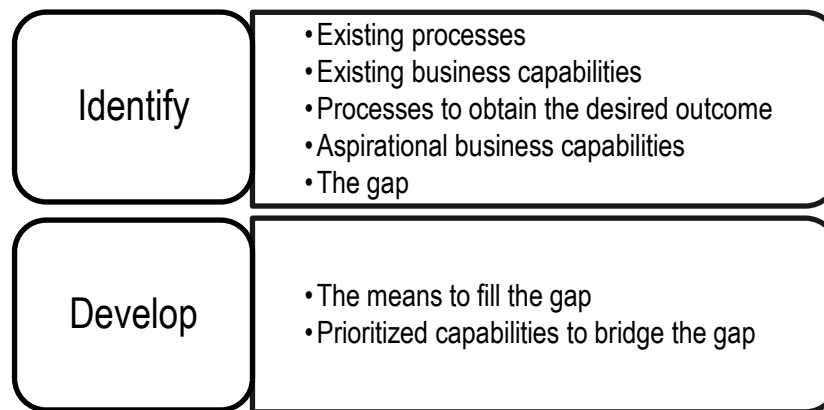 Identify
•Existing processes
•Existing business capabilities
•Processes to obtain the desired outcome
•Aspirational business capabilities
•The gap
Develop
•The means to fill the gap
•Prioritized capabilities to bridge the gap